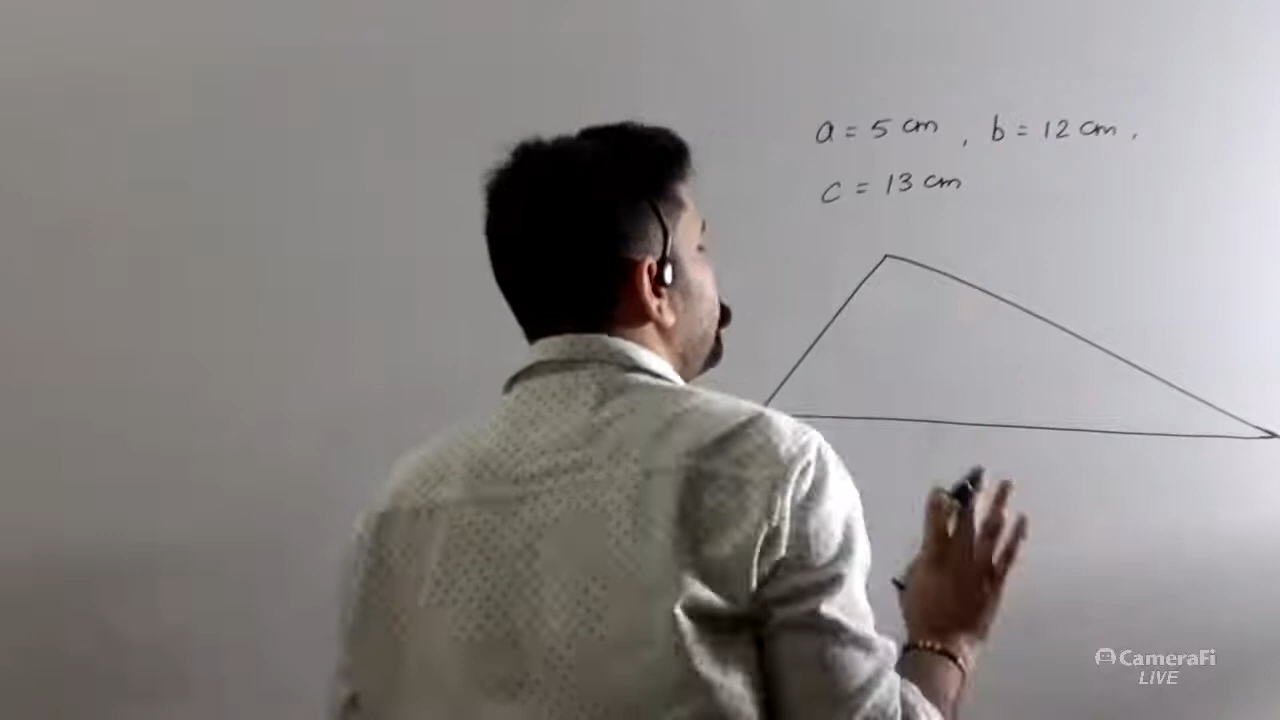 a = 5 cm , b = 12 cm ,
c = 13 cm
CameraFi
LIVE